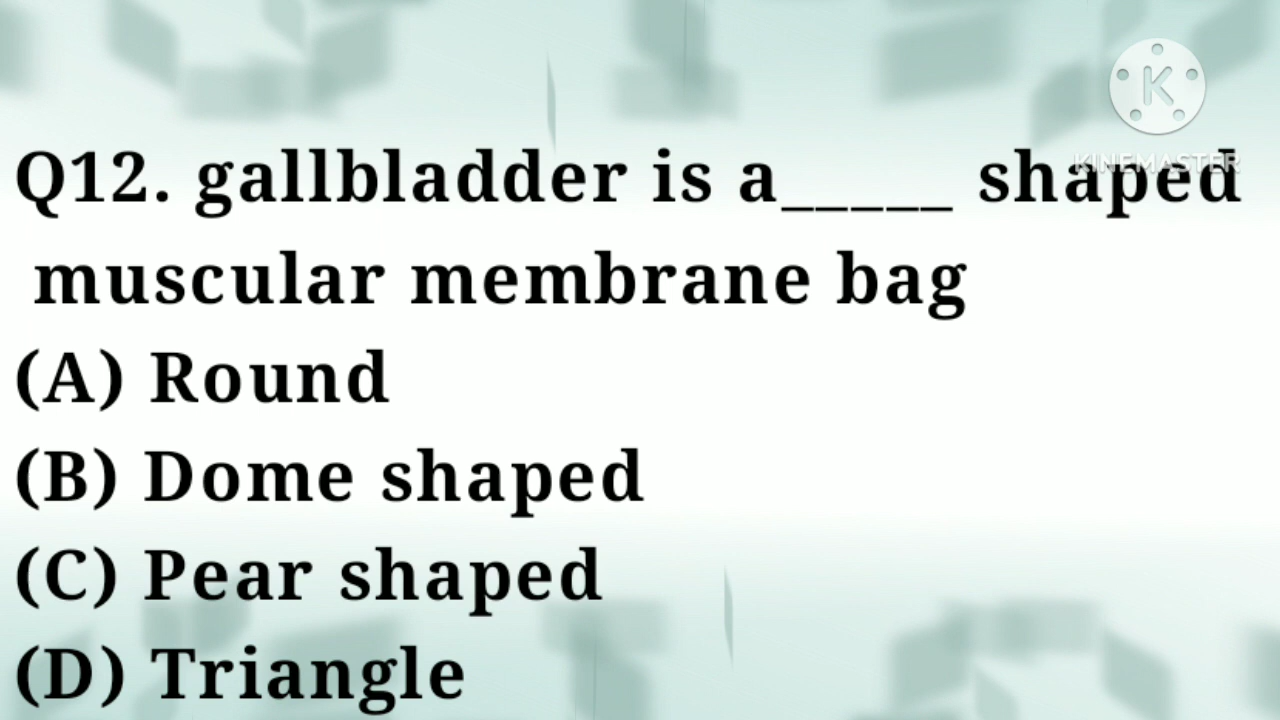 K
KINEMASTER
Q12. gallbladder is a_____ shaped
muscular membrane bag
(A) Round
(B) Dome shaped
(C) Pear shaped
(D) Triangle